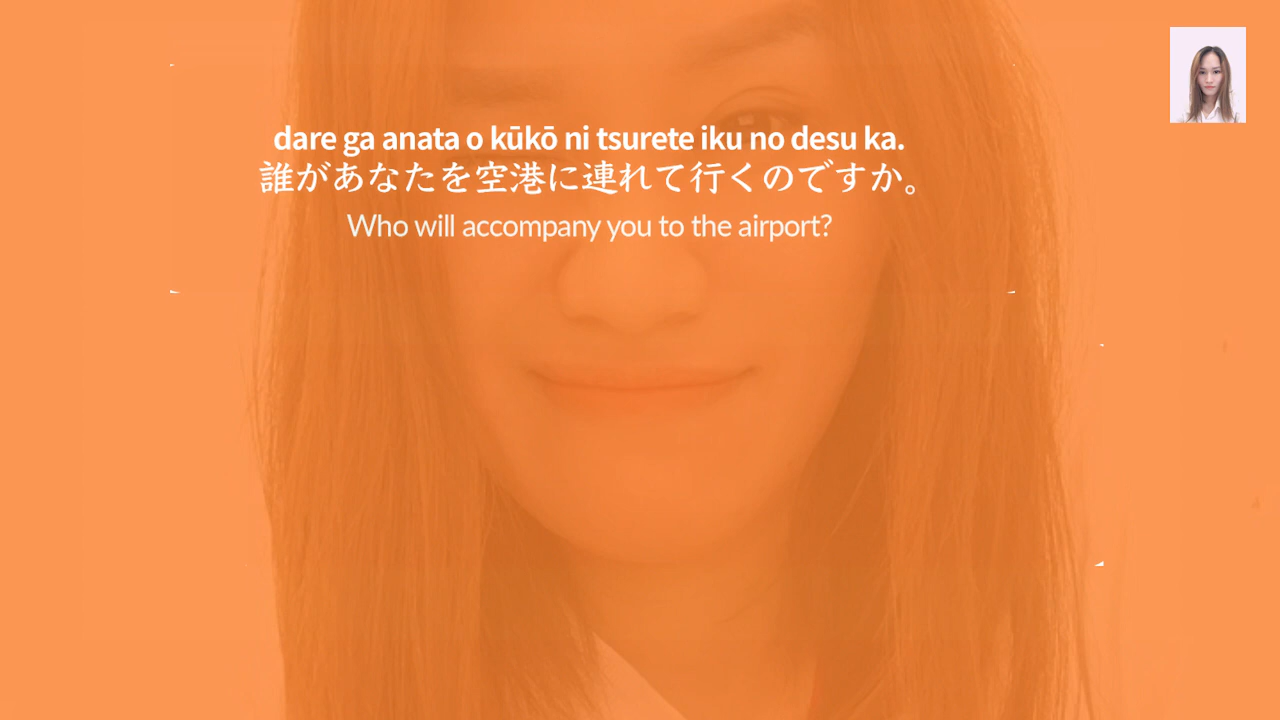 dare ga anata o kūkō ni tsurete iku no desu ka.
誰があなたを空港に連れて行くのですか。
Who will accompany you to the airport?